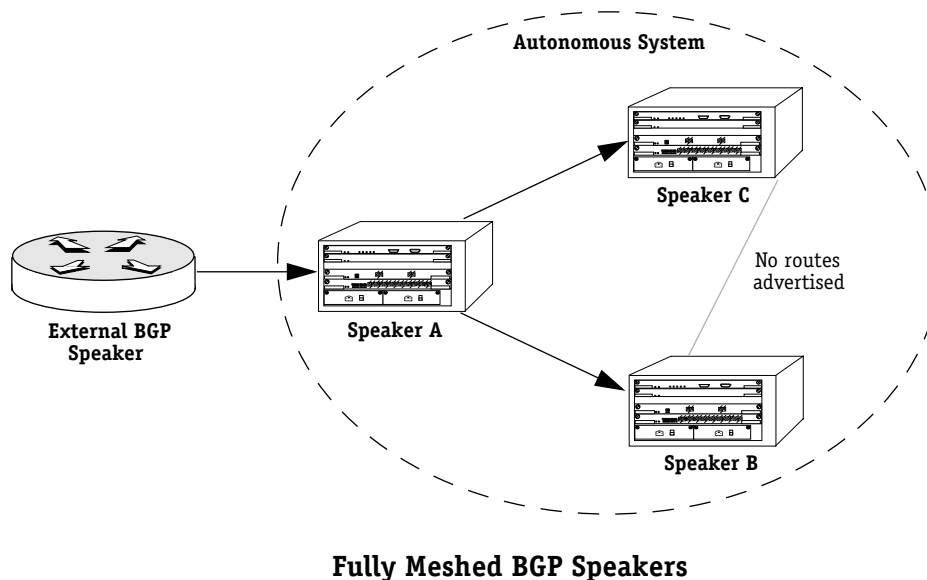 Autonomous System
Speaker C
No routes
advertised
Speaker A
External BGP
Speaker
Speaker B
Fully Meshed BGP Speakers